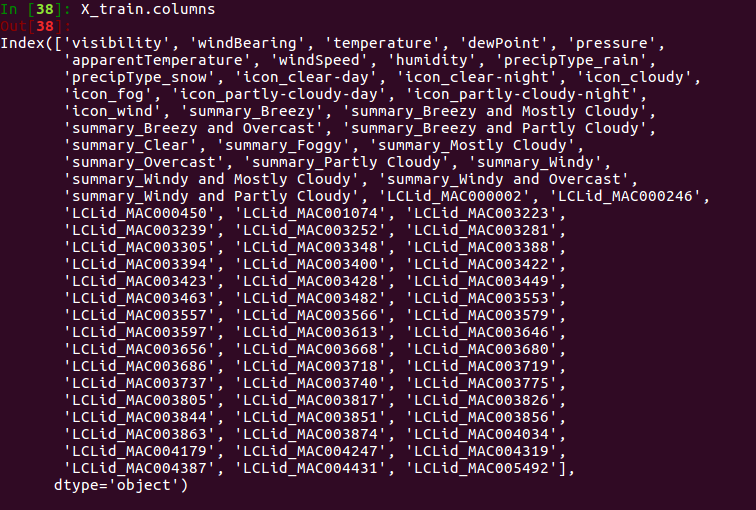 In [38]: X_train.columns
Out[38]:
Index(['visibility', 'windBearing', 'temperature', 'dewPoint', 'pressure',
'apparentTemperature', 'windSpeed', 'humidity', 'precipType_rain',
'precipType_snow', 'icon_clear-day', 'icon_clear-night', 'icon_cloudy',
'icon_fog', 'icon_partly-cloudy-day', 'icon_partly-cloudy-night',
'icon_wind', 'summary_Breezy', 'summary_Breezy and Mostly Cloudy',
'summary_Breezy and Overcast', 'summary_Breezy and Partly Cloudy',
'summary_Clear', 'summary_Foggy', 'summary_Mostly Cloudy',
'summary_Overcast', 'summary_Partly Cloudy', 'summary_Windy',
'summary_Windy and Mostly Cloudy', 'summary_Windy and Overcast',
'summary_Windy and Partly Cloudy', 'LCLid_MAC000002', 'LCLid_MAC000246',
'LCLid_MAC000450', 'LCLid_MAC001074', 'LCLid_MAC003223',
'LCLid_MAC003239', 'LCLid_MAC003252', 'LCLid_MAC003281',
'LCLid_MAC003305', 'LCLid_MAC003348', 'LCLid_MAC003388',
'LCLid_MAC003394', 'LCLid_MAC003400', 'LCLid_MAC003422',
'LCLid_MAC003423', 'LCLid_MAC003428', 'LCLid_MAC003449',
'LCLid_MAC003463', 'LCLid_MAC003482', 'LCLid_MAC003553',
'LCLid_MAC003557', 'LCLid_MAC003566', 'LCLid_MAC003579',
'LCLid_MAC003597', 'LCLid_MAC003613', 'LCLid_MAC003646',
'LCLid_MAC003656', 'LCLid_MAC003668', 'LCLid_MAC003680',
'LCLid_MAC003686', 'LCLid_MAC003718', 'LCLid_MAC003719',
'LCLid_MAC003737', 'LCLid_MAC003740', 'LCLid_MAC003775',
'LCLid_MAC003805', 'LCLid_MAC003817', 'LCLid_MAC003826',
'LCLid_MAC003844', 'LCLid_MAC003851', 'LCLid_MAC003856',
'LCLid_MAC003863', 'LCLid_MAC003874', 'LCLid_MAC004034',
'LCLid_MAC004179', 'LCLid_MAC004247', 'LCLid_MAC004319',
'LCLid_MAC004387', 'LCLid_MAC004431', 'LCLid_MAC005492'],
dtype='object')